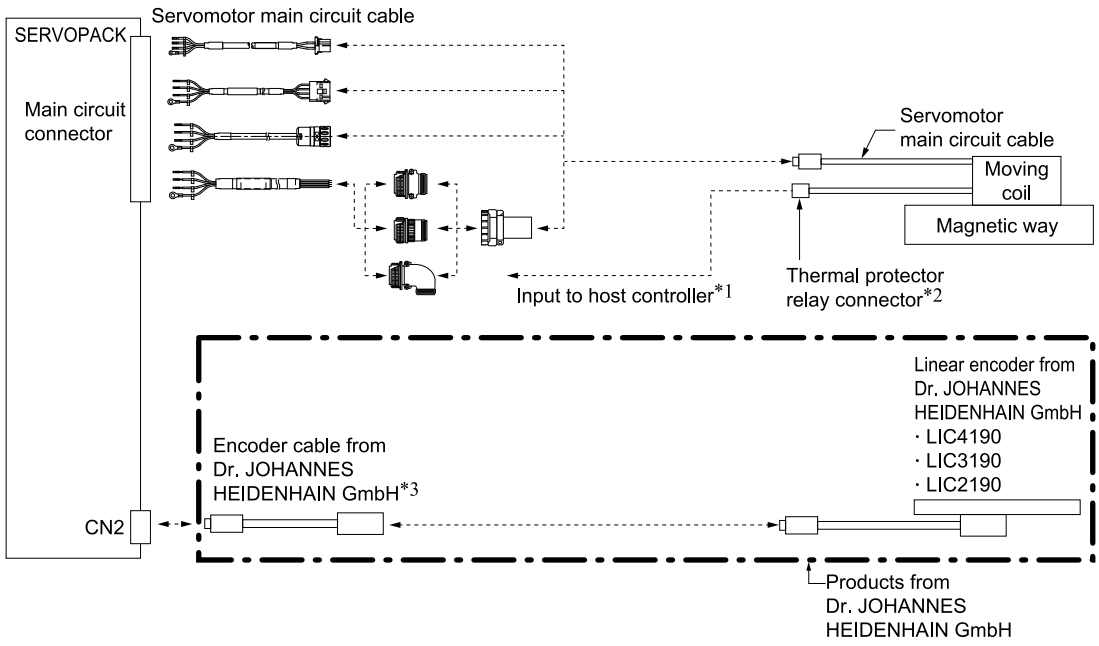 Servomotor main circuit cable
SERVOPACK
Main circuit
connector
Servomotor
main circuit cable
Moving
coil
Magnetic way
Thermal protector
relay connector*2
Input to host controller*1
Linear encoder from
Dr. JOHANNES
HEIDENHAIN GmbH
· LIC4190
· LIC3190
· LIC2190
Encoder cable from
Dr. JOHANNES
HEIDENHAIN GmbH*3
CN2
Products from
Dr. JOHANNES
HEIDENHAIN GmbH